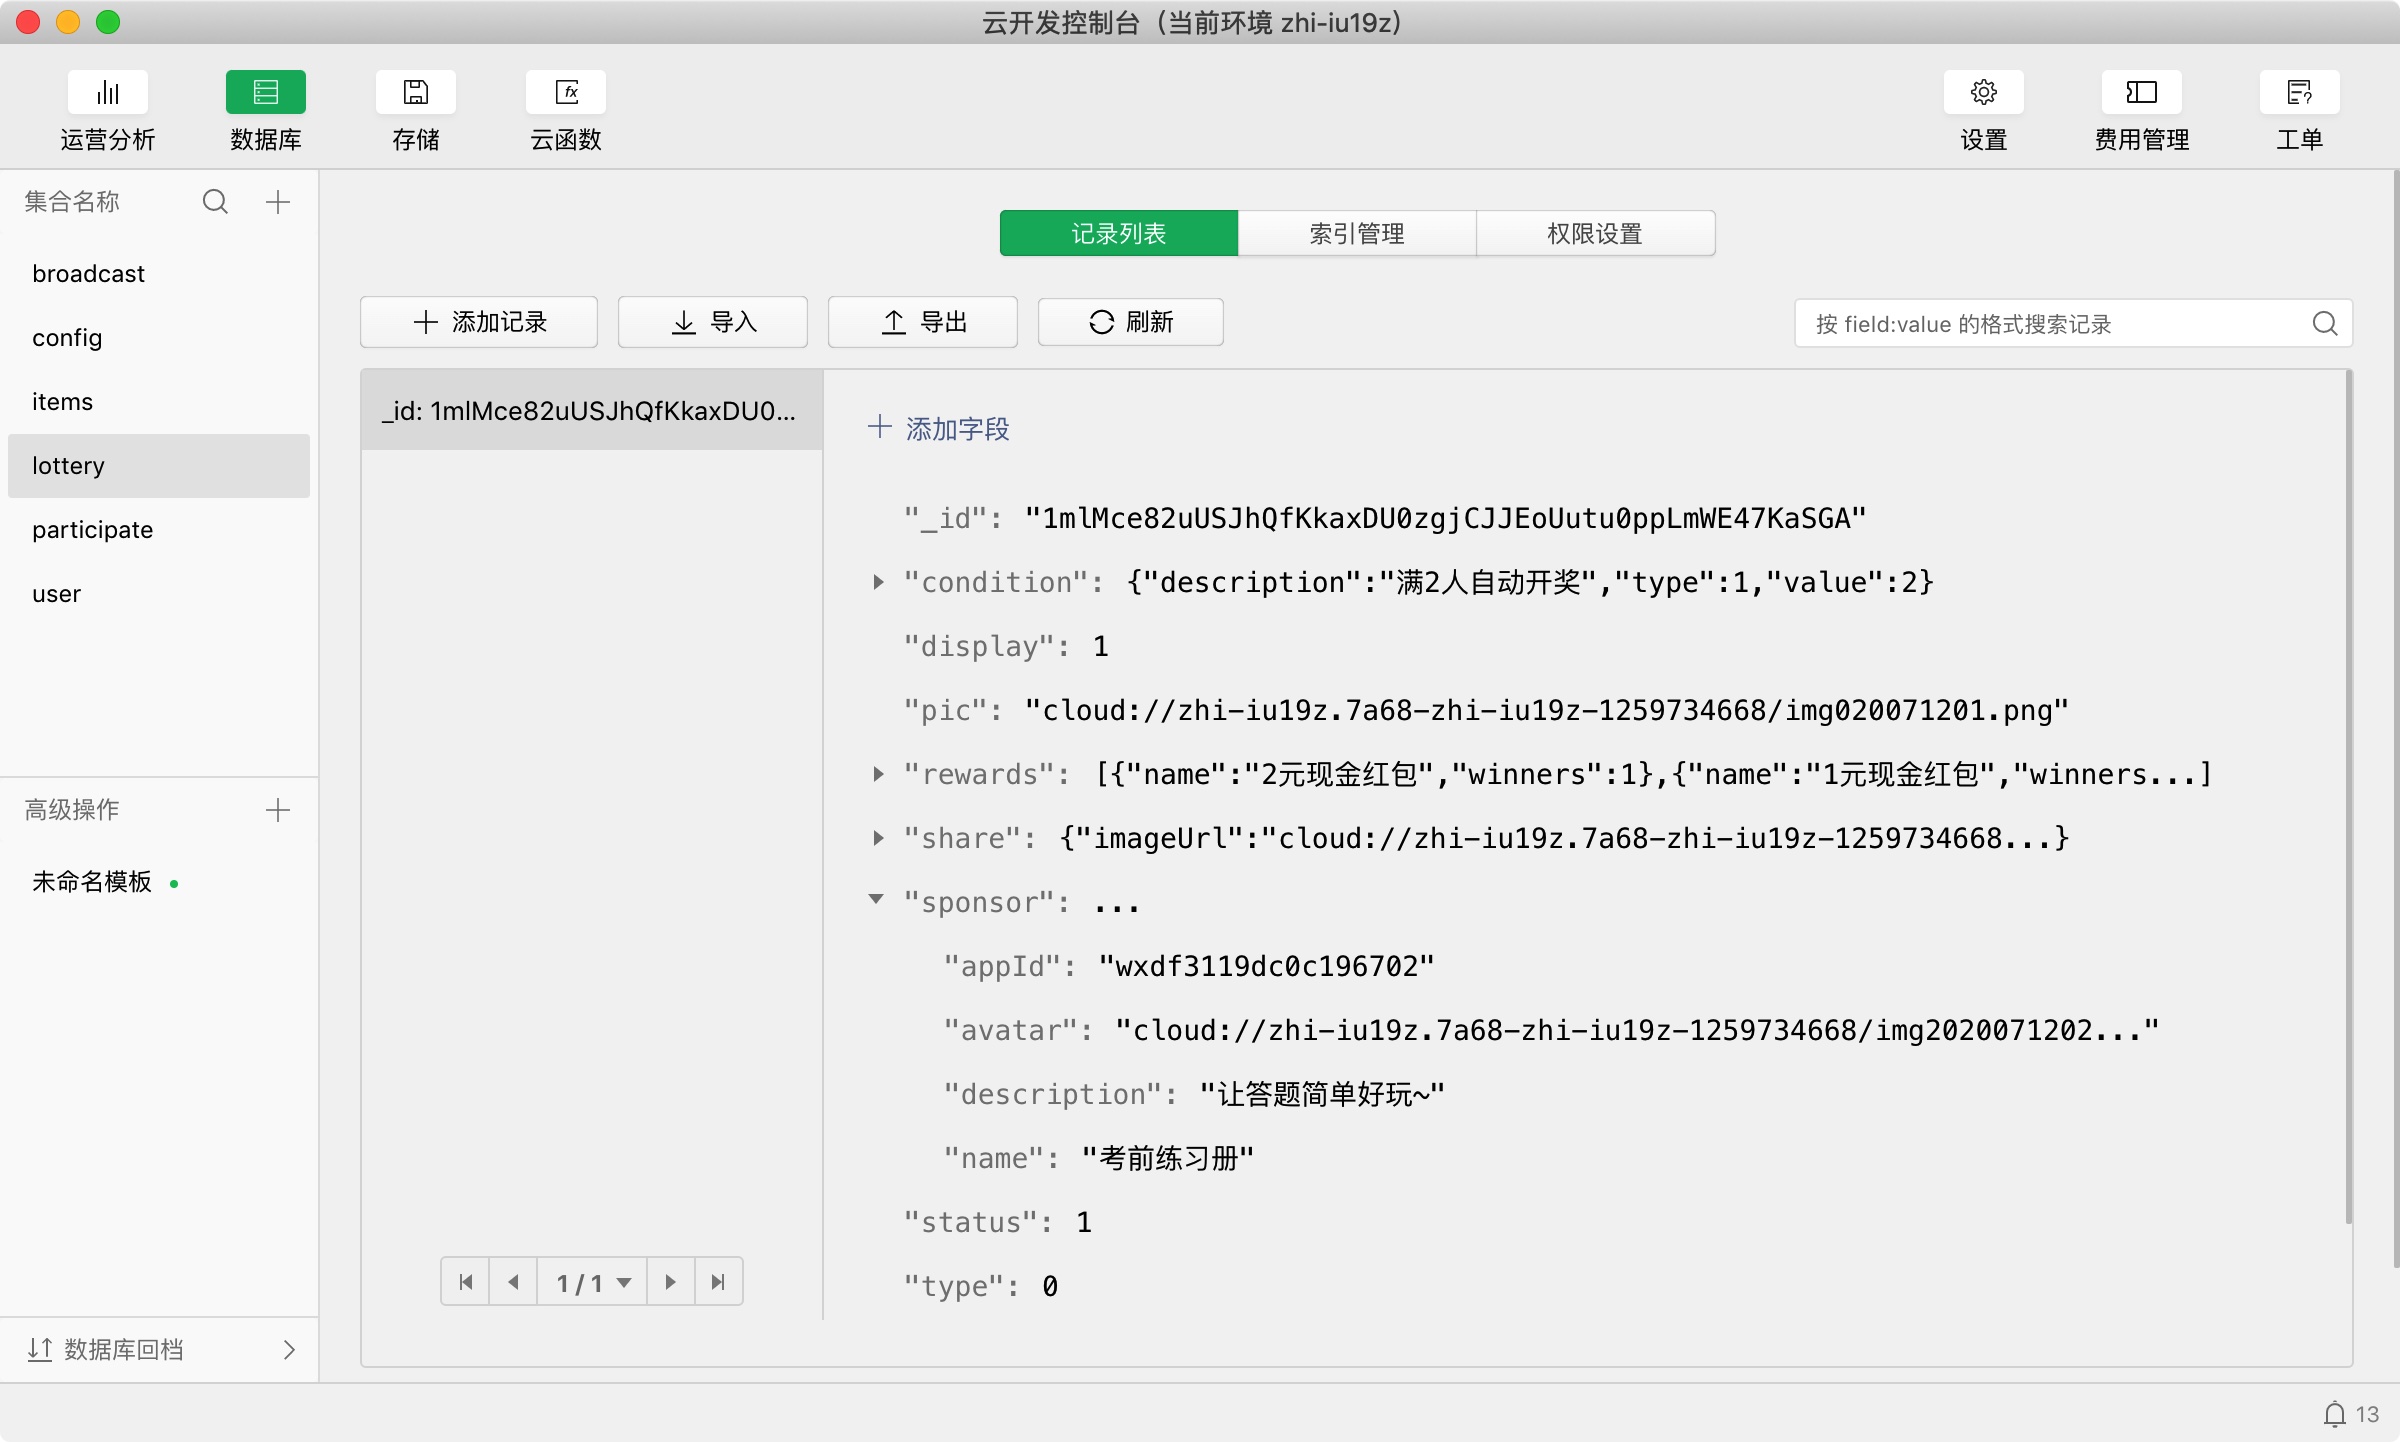 云开发控制台（当前环境 zhi-iu19z）
运营分析
数据库
存储
云函数
设置
费用管理
工单
集合名称
broadcast
config
items
lottery
participate
user
高级操作
未命名模板
数据库回档
记录列表
索引管理
权限设置
添加记录
导入
导出
刷新
按 field:value 的格式搜索记录
_id: 1mlMce82uUSJhQfKkaxDU0...
1 / 1
添加字段
"_id": "1mlMce82uUSJhQfKkaxDU0zgjCJJEoUutu0ppLmWE47KaSGA"
"condition": {"description":"满2人自动开奖","type":1,"value":2}
"display": 1
"pic": "cloud://zhi-iu19z.7a68-zhi-iu19z-1259734668/img020071201.png"
"rewards": [{"name":"2元现金红包","winners":1},{"name":"1元现金红包","winners...]
"share": {"imageUrl":"cloud://zhi-iu19z.7a68-zhi-iu19z-1259734668...}
"sponsor": ...
"appId": "wxdf3119dc0c196702"
"avatar": "cloud://zhi-iu19z.7a68-zhi-iu19z-1259734668/img2020071202..."
"description": "让答题简单好玩~"
"name": "考前练习册"
"status": 1
"type": 0
13